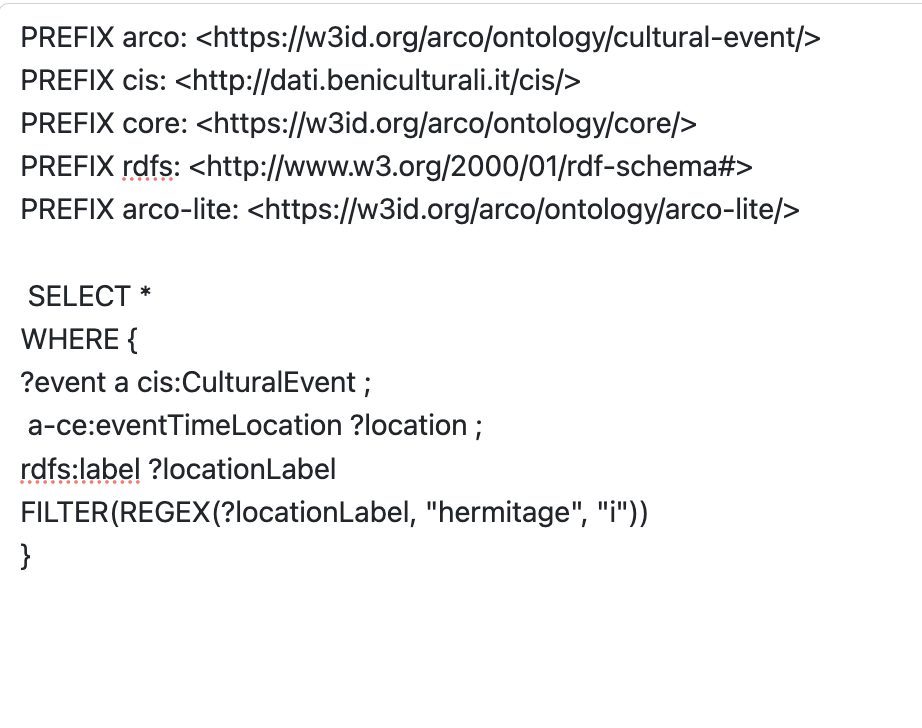 PREFIX arco: <https://w3id.org/arco/ontology/cultural-event/>
PREFIX cis: <http://dati.beniculturali.it/cis/>
PREFIX core: <https://w3id.org/arco/ontology/core/>
PREFIX rdfs: <http://www.w3.org/2000/01/rdf-schema#>
PREFIX arco-lite: <https://w3id.org/arco/ontology/arco-lite/>
SELECT *
WHERE {
?event a cis:CulturalEvent ;
a-ce:eventTimeLocation ?location ;
rdfs:label ?locationLabel
FILTER(REGEX(?locationLabel, "hermitage", "i"))
}